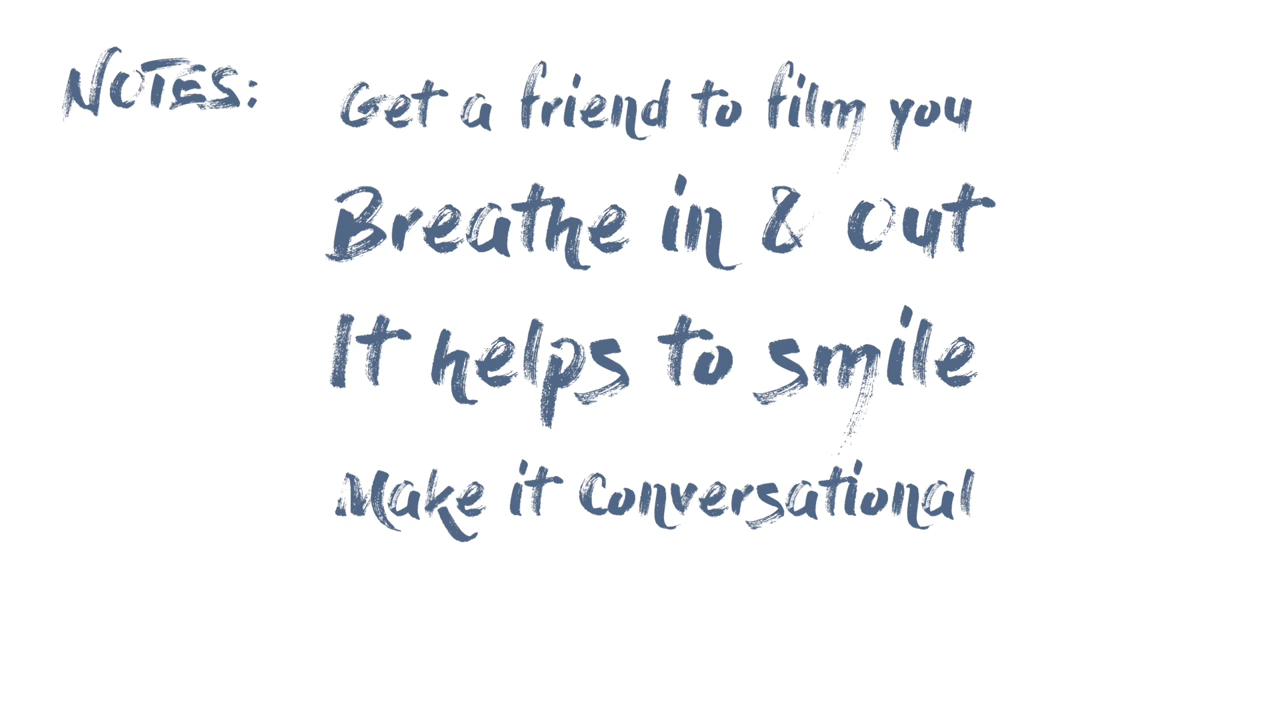 NOTES:
Get a friend to film you
Breathe in & Out
It helps to smile
Make it Conversational